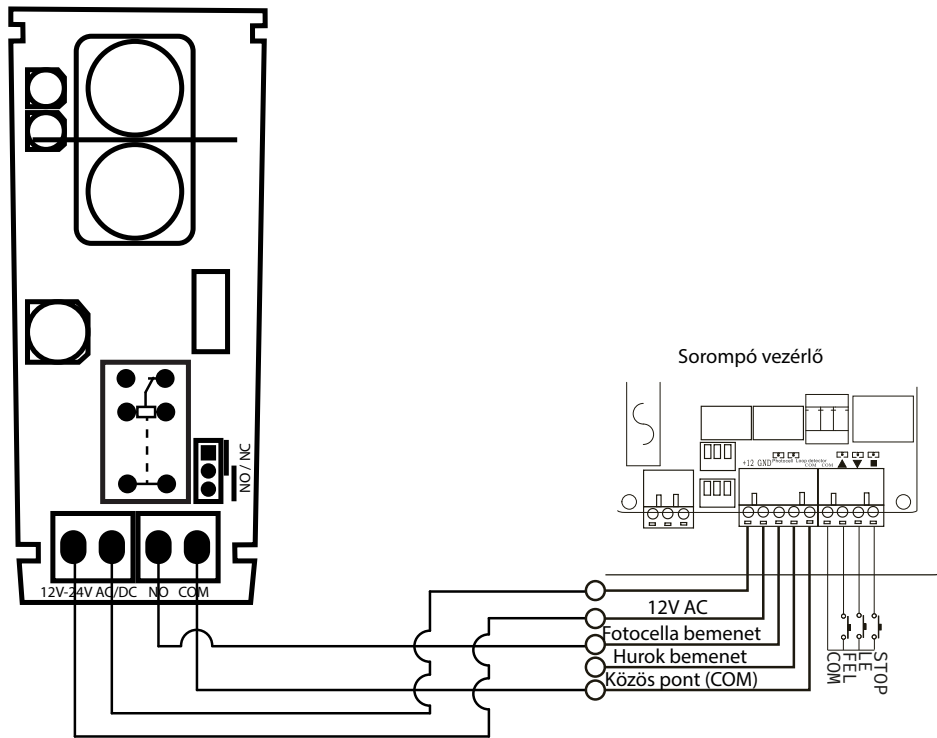 Sorompó vezérlő
+12 GND Photocell Loop detector COM COM
NO / NC
12V-24V AC/DC NO COM
12V AC
Fotocella bemenet
Hurok bemenet
Közös pont (COM)
COM
FEL
LE
STOP